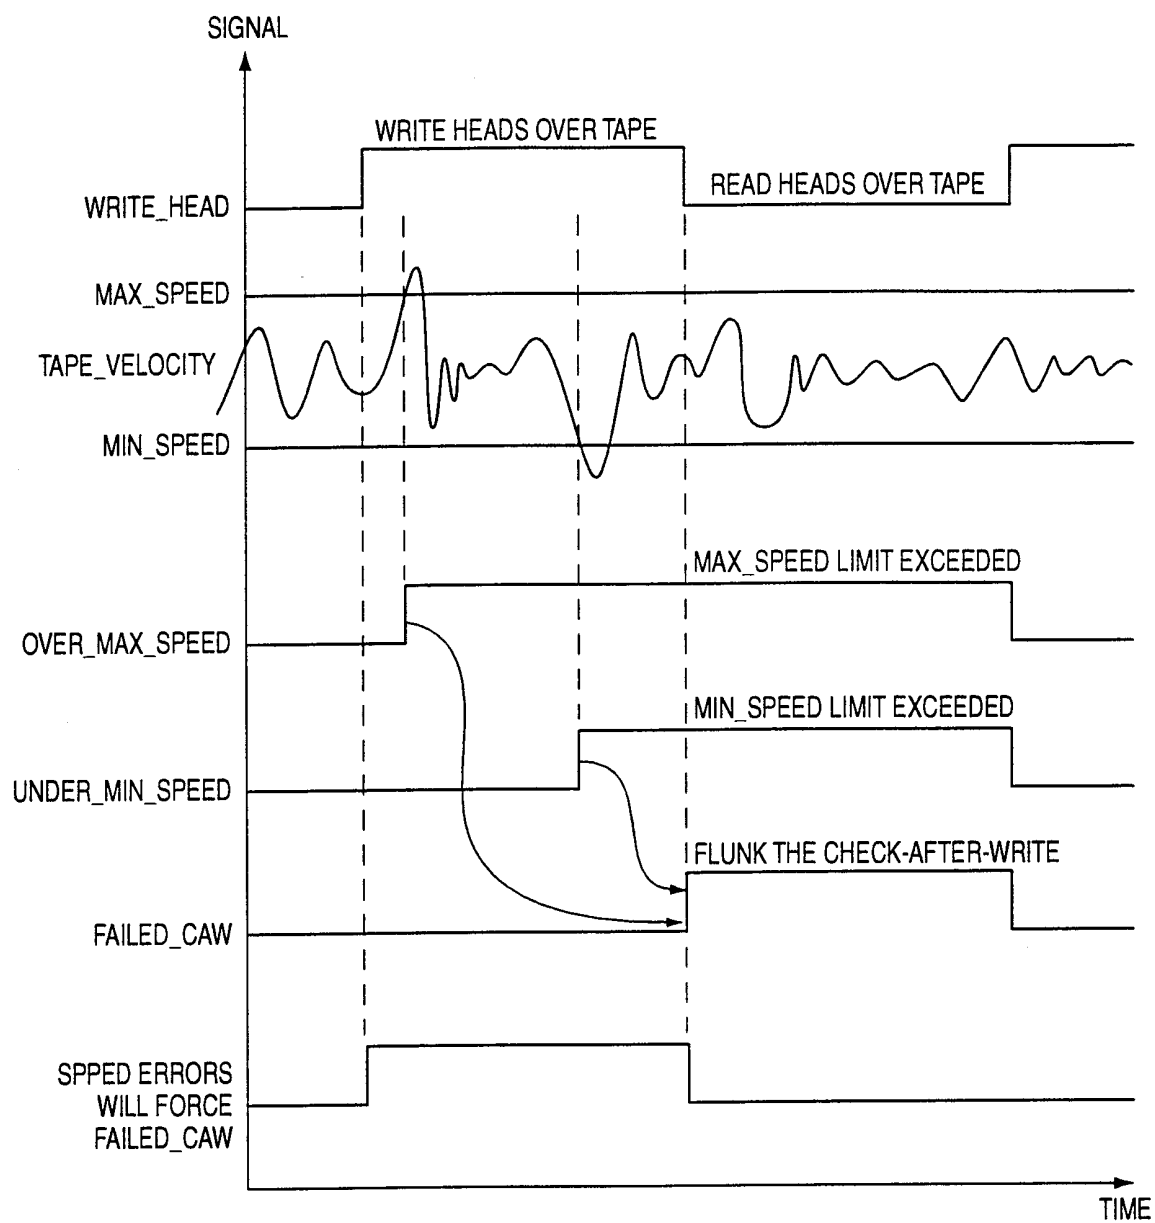 SIGNAL
WRITE HEADS OVER TAPE
READ HEADS OVER TAPE
WRITE_HEAD
MAX_SPEED
TAPE_VELOCITY
MIN_SPEED
MAX_SPEED LIMIT EXCEEDED
OVER_MAX_SPEED
MIN_SPEED LIMIT EXCEEDED
UNDER_MIN_SPEED
FLUNK THE CHECK-AFTER-WRITE
FAILED_CAW
SPPED ERRORS
WILL FORCE
FAILED_CAW
TIME